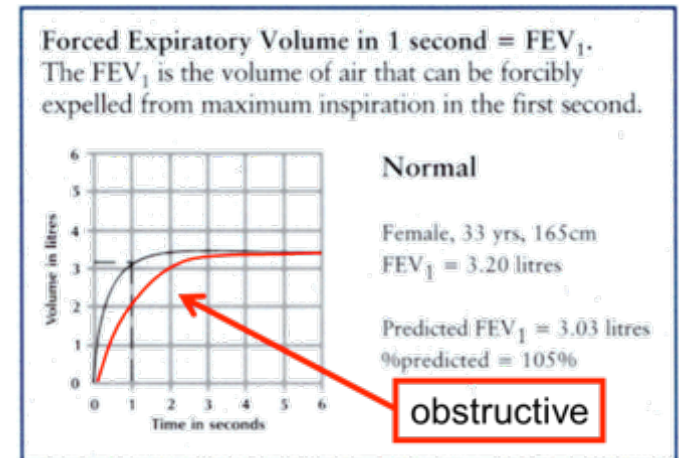 Forced Expiratory Volume in 1 second = FEV₁.
The FEV₁ is the volume of air that can be forcibly
expelled from maximum inspiration in the first second.
Normal
Female, 33 yrs, 165cm
FEV₁ = 3.20 litres
Predicted FEV₁ = 3.03 litres
%predicted = 105%
obstructive
Volume in litres
6
5
4
3
2
1
0
0 1 2 3 4 5 6
Time in seconds